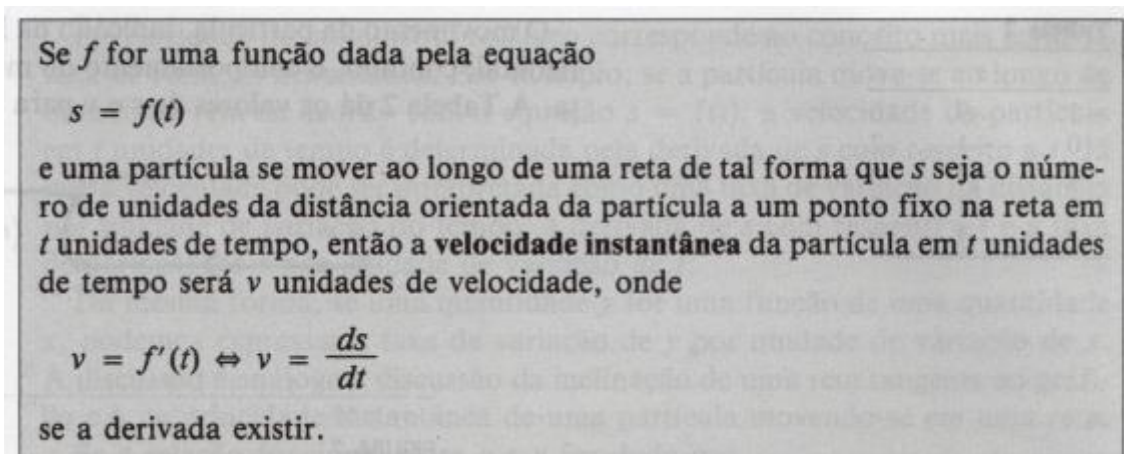 Se f for uma função dada pela equação
s = f(t)
e uma partícula se mover ao longo de uma reta de tal forma que s seja o núme-
ro de unidades da distância orientada da partícula a um ponto fixo na reta em
t unidades de tempo, então a velocidade instantânea da partícula em t unidades
de tempo será v unidades de velocidade, onde
v = f'(t) ⇔ v = ds/dt
se a derivada existir.